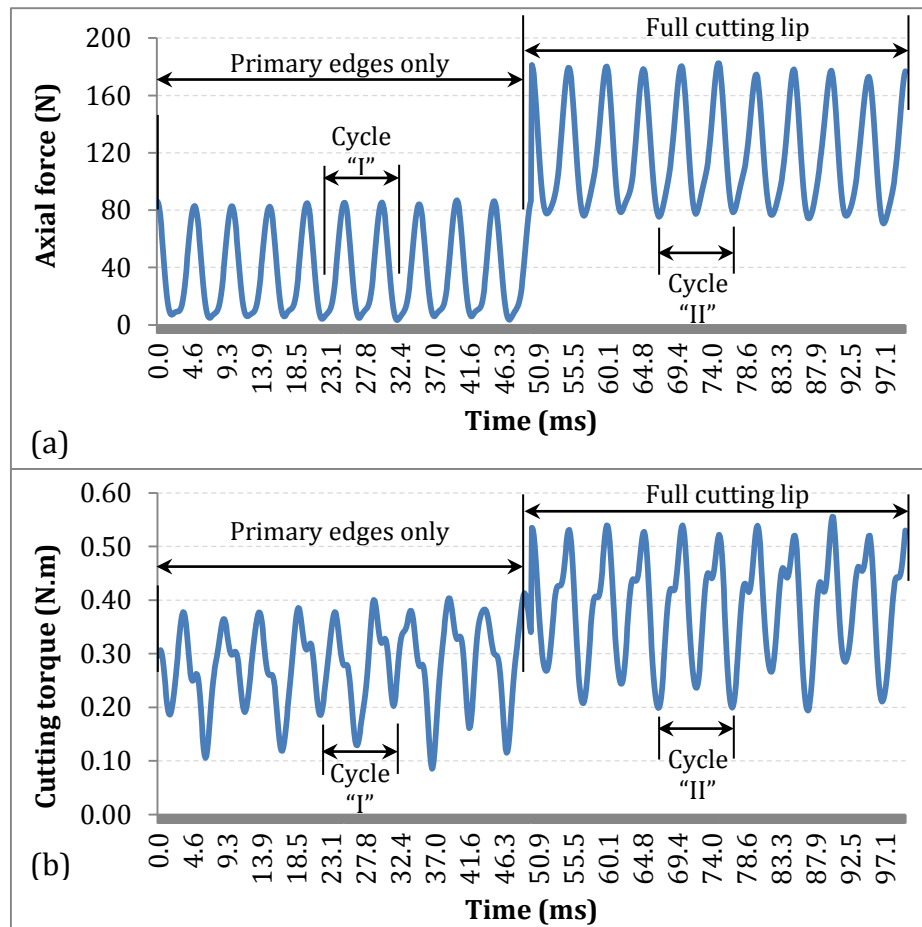 (a)
Axial force (N)
200
160
120
80
40
0
Primary edges only
Full cutting lip
Cycle
“I”
Cycle
“II”
0.0 4.6 9.3 13.9 18.5 23.1 27.8 32.4 37.0 41.6 46.3 50.9 55.5 60.1 64.8 69.4 74.0 78.6 83.3 87.9 92.5 97.1
Time (ms)
(b)
Cutting torque (N.m)
0.60
0.50
0.40
0.30
0.20
0.10
0.00
Primary edges only
Full cutting lip
Cycle
“I”
Cycle
“II”
0.0 4.6 9.3 13.9 18.5 23.1 27.8 32.4 37.0 41.6 46.3 50.9 55.5 60.1 64.8 69.4 74.0 78.6 83.3 87.9 92.5 97.1
Time (ms)